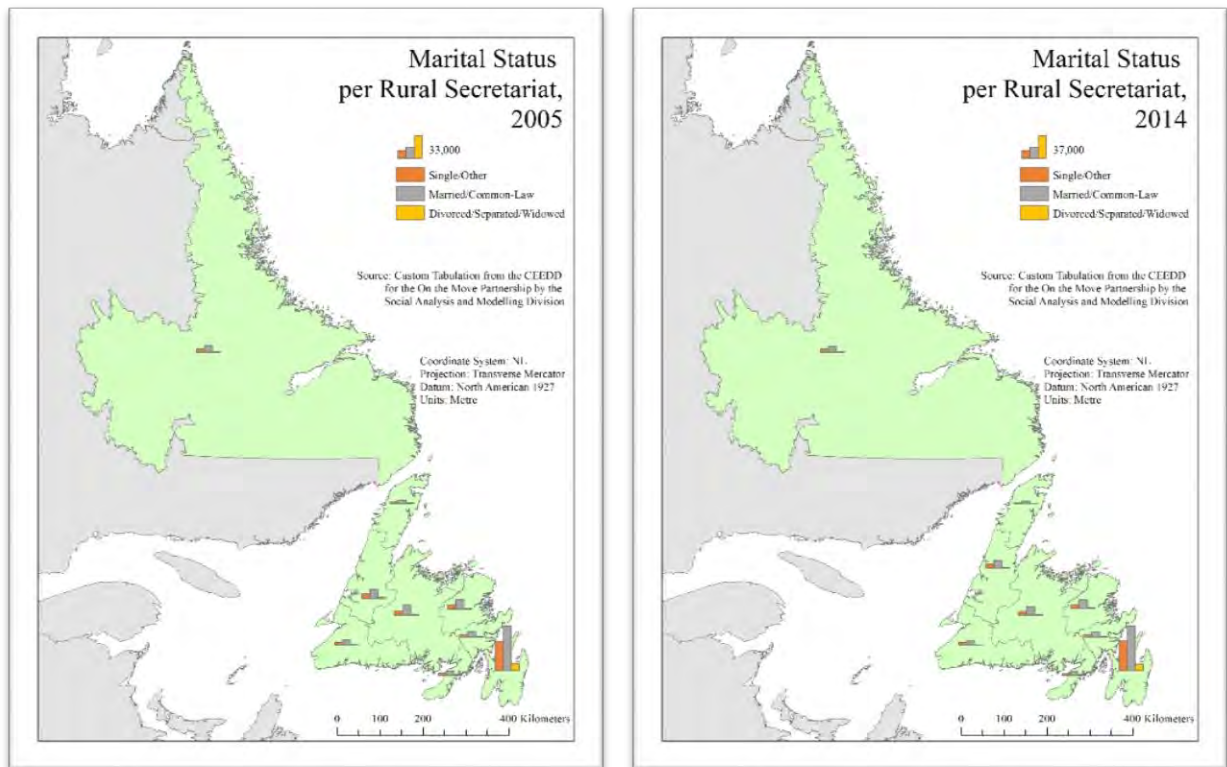 Marital Status
per Rural Secretariat,
2005
33,000
Single/Other
Married/Common-Law
Divorced/Separated/Widowed
Source: Custom Tabulation from the CEEDD
for the On the Move Partnership by the
Social Analysis and Modelling Division
Coordinate System: NL
Projection: Transverse Mercator
Datum: North American 1927
Units: Metre
0 100 200 400 Kilometers
Marital Status
per Rural Secretariat,
2014
37,000
Single/Other
Married/Common-Law
Divorced/Separated/Widowed
Source: Custom Tabulation from the CEEDD
for the On the Move Partnership by the
Social Analysis and Modelling Division
Coordinate System: NL
Projection: Transverse Mercator
Datum: North American 1927
Units: Metre
0 100 200 400 Kilometers